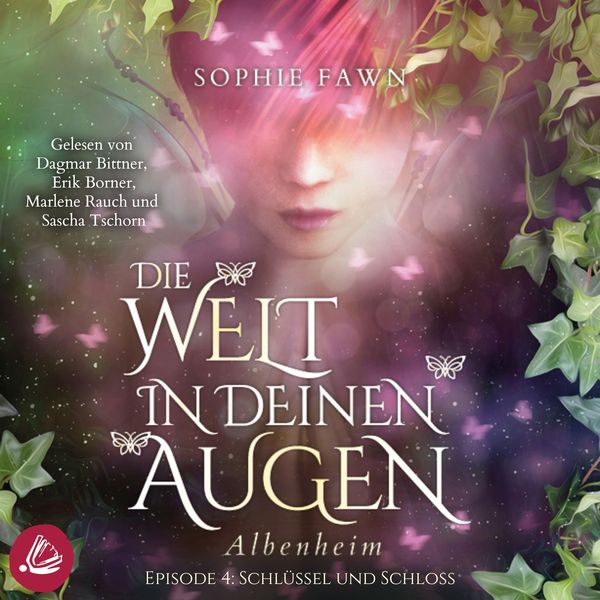 SOPHIE FAWN
Gelesen von
Dagmar Bittner,
Erik Borner,
Marlene Rauch und
Sascha Tschorn
DIE
WELT
IN DEINEN
AUGEN
Albenheim
EPISODE 4: SCHLÜSSEL UND SCHLOSS